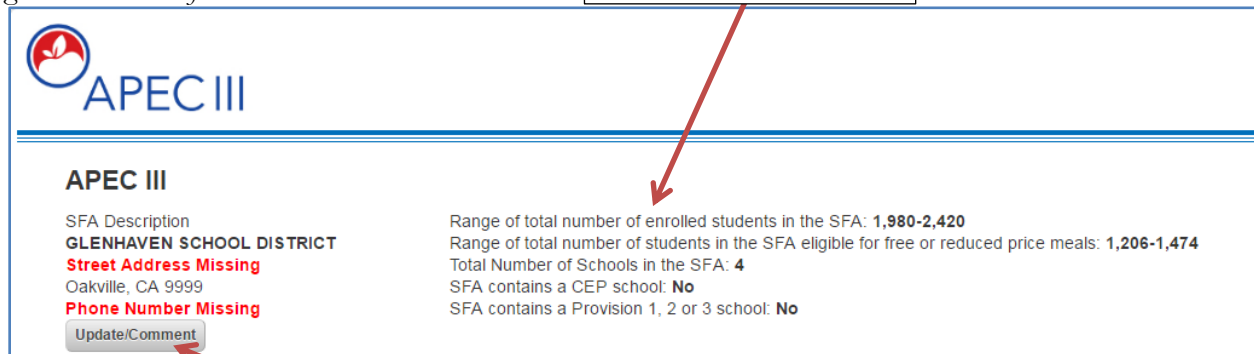 APEC III
APEC III
SFA Description
GLENHAVEN SCHOOL DISTRICT
Street Address Missing
Oakville, CA 9999
Phone Number Missing
Update/Comment
Range of total number of enrolled students in the SFA: 1,980-2,420
Range of total number of students in the SFA eligible for free or reduced price meals: 1,206-1,474
Total Number of Schools in the SFA: 4
SFA contains a CEP school: No
SFA contains a Provision 1, 2 or 3 school: No